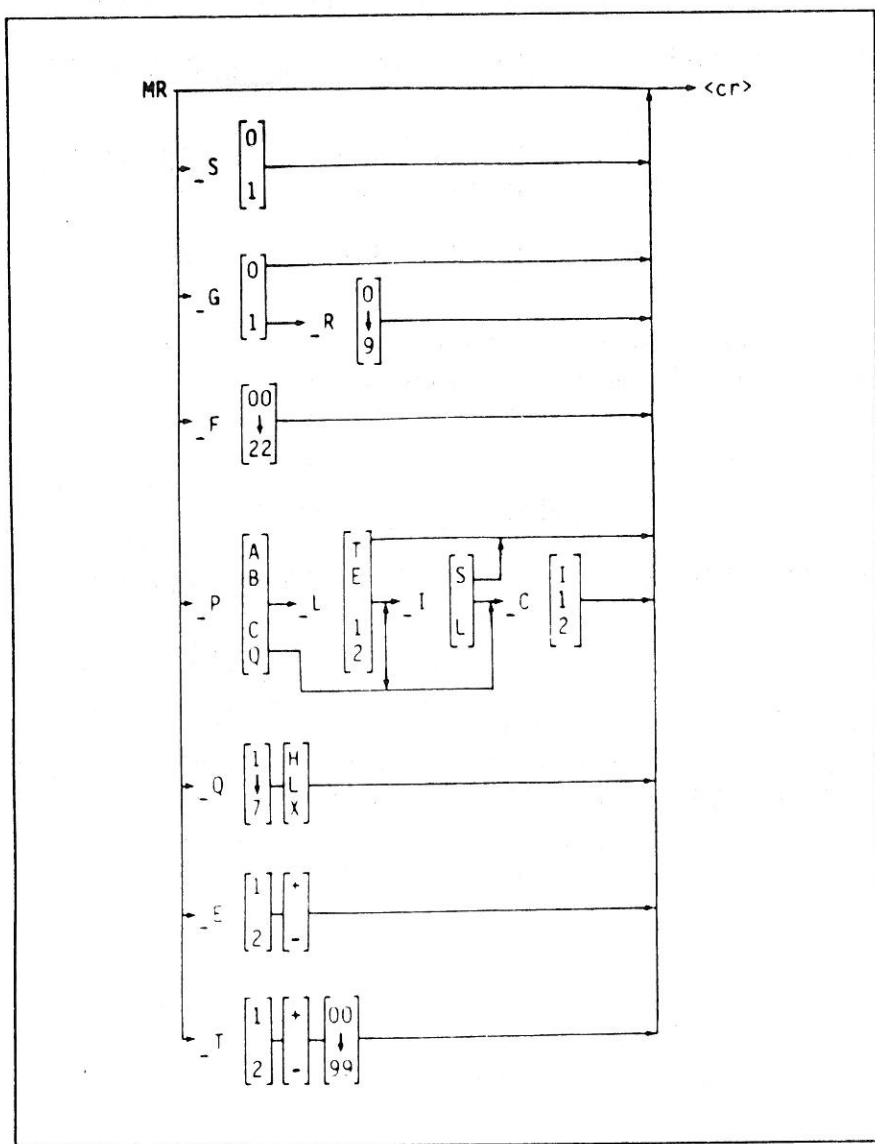 MR <cr>
_S [0 1]
_G [0 1] _R [0 ↓ 9]
_F [00 ↓ 22]
_P [A B C Q] _L [T E 1 2] _I [S L] _C [I 1 2]
_Q [1 ↓ 7] [H L X]
_E [1 2] [+ -]
_T [1 2] [+ -] [00 ↓ 99]